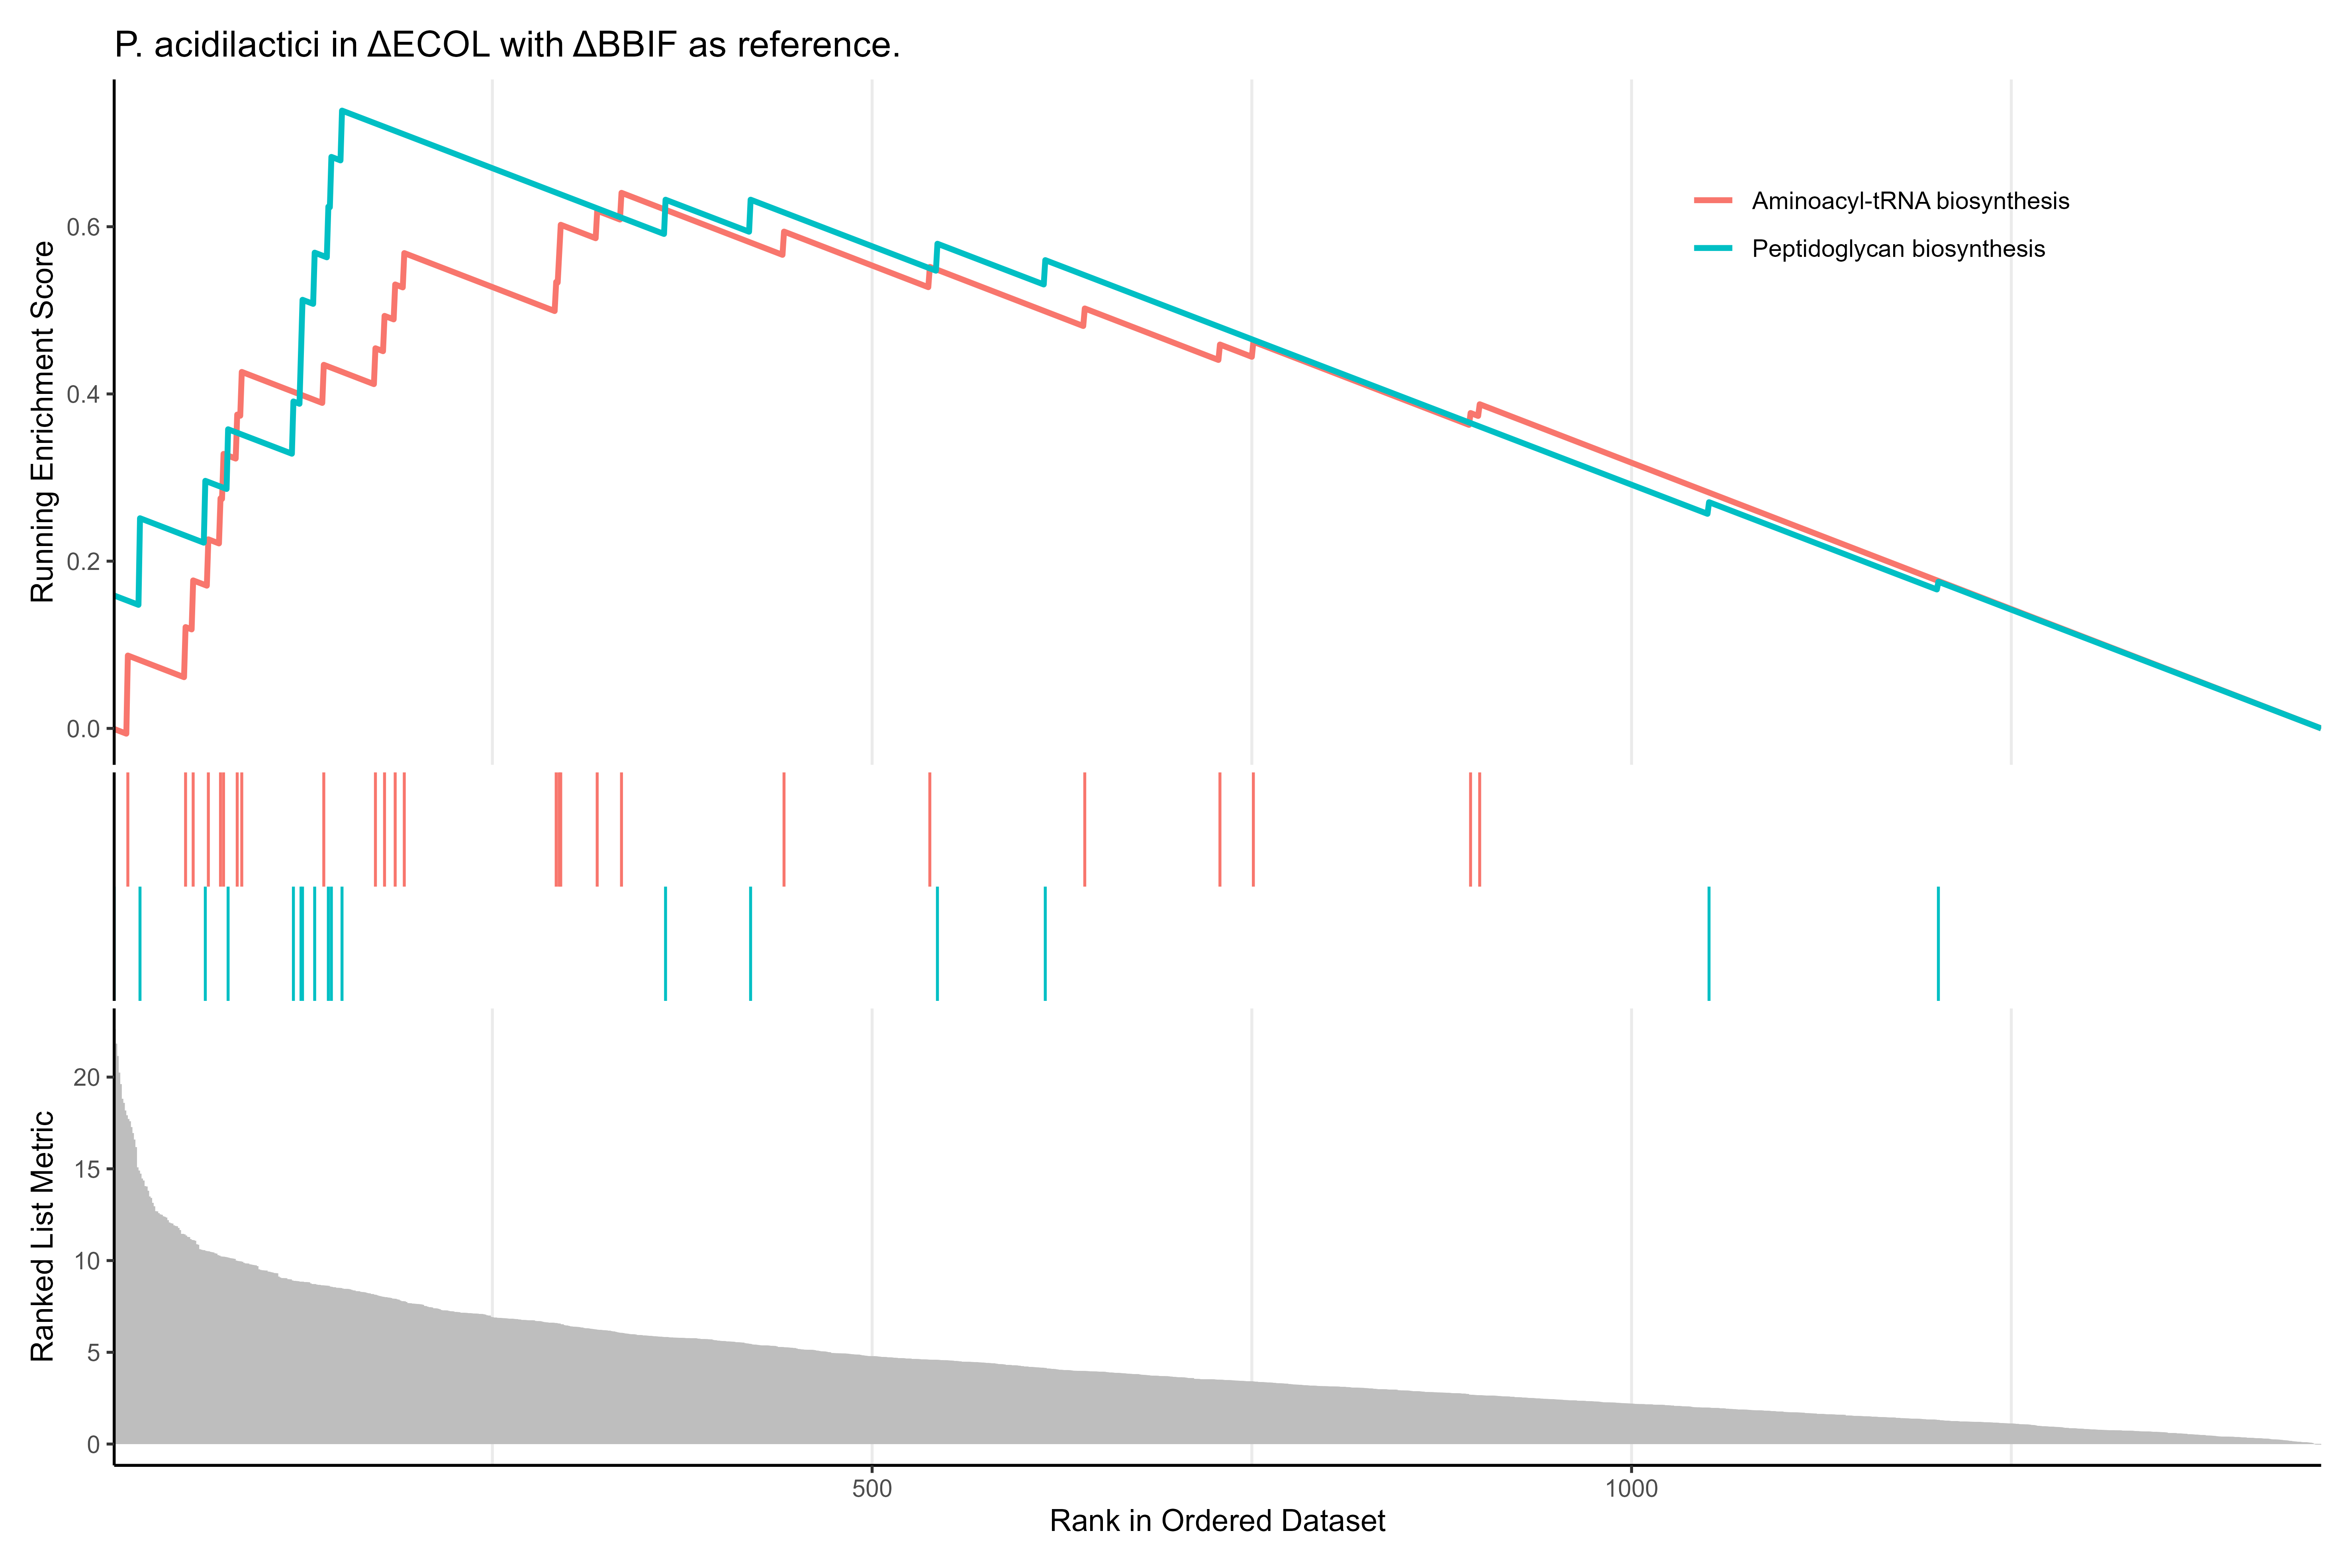 P. acidilactici in ΔECOL with ΔBBIF as reference.
Running Enrichment Score
0.6
0.4
0.2
0.0
Aminoacyl-tRNA biosynthesis
Peptidoglycan biosynthesis
Ranked List Metric
20
15
10
5
0
500
1000
Rank in Ordered Dataset